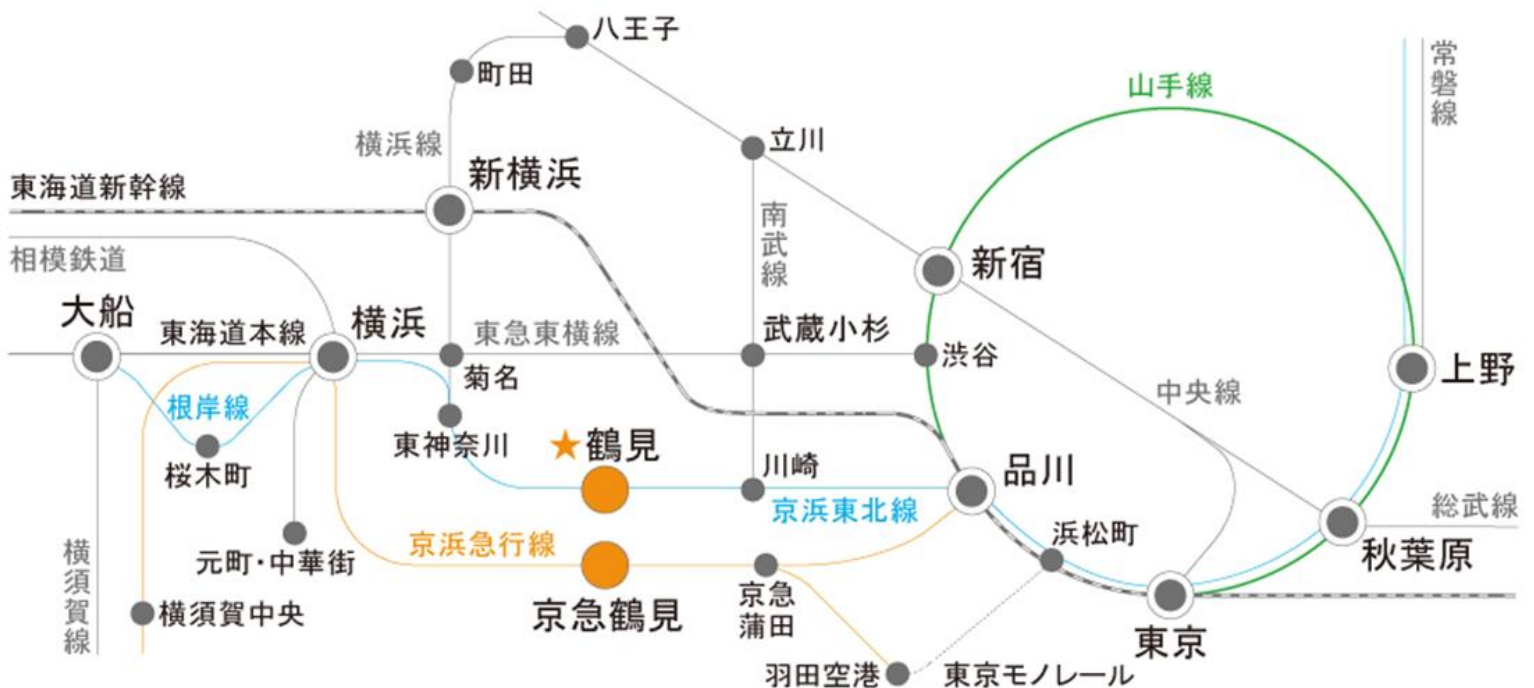 八王子
町田
山手線
常磐線
横浜線
立川
新横浜
東海道新幹線
南武線
相模鉄道
新宿
大船
東海道本線
横浜
東急東横線
武蔵小杉
渋谷
上野
菊名
中央線
根岸線
東神奈川
★鶴見
川崎
品川
桜木町
京浜東北線
総武線
浜松町
秋葉原
元町・中華街
京浜急行線
横須賀線
横須賀中央
京急鶴見
京急
蒲田
東京
羽田空港
東京モノレール